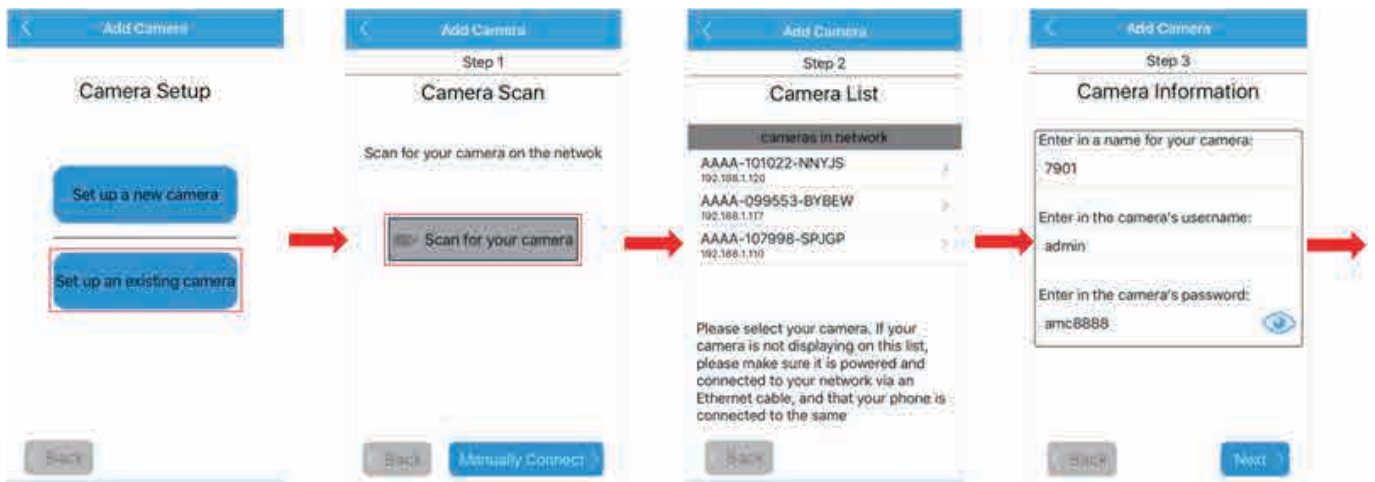 Add Camera
Camera Setup
Set up a new camera
Set up an existing camera
Back
Add Camera
Step 1
Camera Scan
Scan for your camera on the netwok
Scan for your camera
Back
Manually Connect
Add Camera
Step 2
Camera List
cameras in network
AAAA-101022-NNYJS
192.168.1.120
AAAA-099553-BYBEW
192.168.1.117
AAAA-107998-SPJGP
192.168.1.110
Please select your camera. If your
camera is not displaying on this list,
please make sure it is powered and
connected to your network via an
Ethernet cable, and that your phone is
connected to the same
Back
Add Camera
Step 3
Camera Information
Enter in a name for your camera:
7901
Enter in the camera's username:
admin
Enter in the camera's password:
amc8888
Back
Next